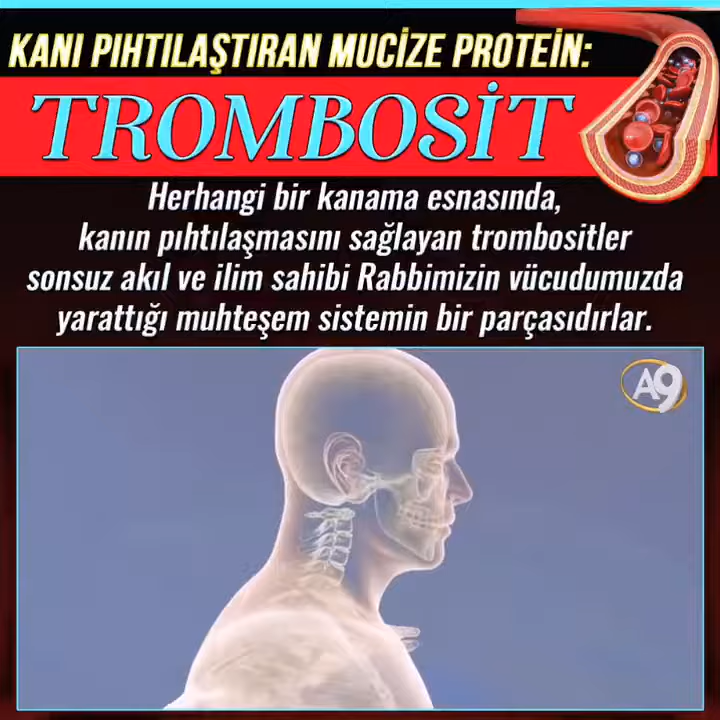 KANI PIHTILAŞTIRAN MUCİZE PROTEİN:
TROMBOSİT
Herhangi bir kanama esnasında,
kanın pıhtılaşmasını sağlayan trombositler
sonsuz akıl ve ilim sahibi Rabbimizin vücudumuzda
yarattığı muhteşem sistemin bir parçasıdırlar.
A9